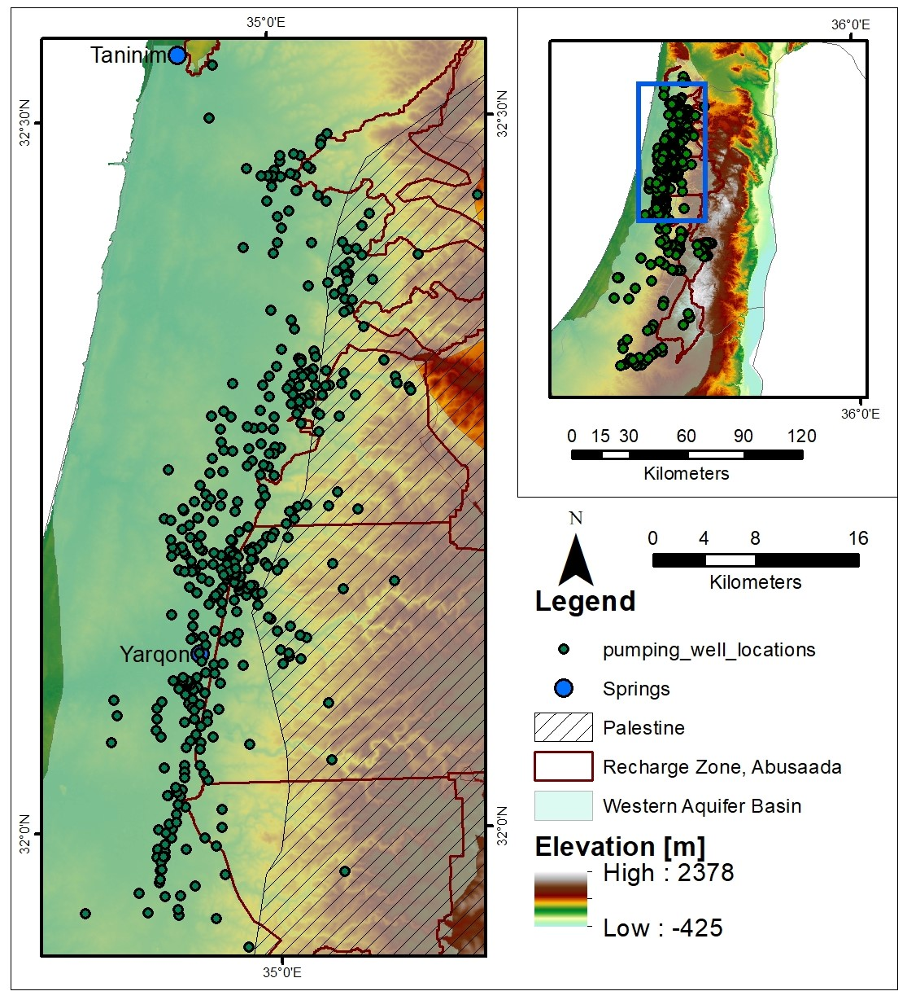 35°0'E
36°0'E
Taninim
32°30'N
32°30'N
36°0'E
0 15 30 60 90 120
Kilometers
N
0 4 8 16
Kilometers
Legend
Yarqon
pumping_well_locations
Springs
Palestine
Recharge Zone, Abusaada
Western Aquifer Basin
32°0'N
32°0'N
Elevation [m]
High : 2378
Low : -425
35°0'E